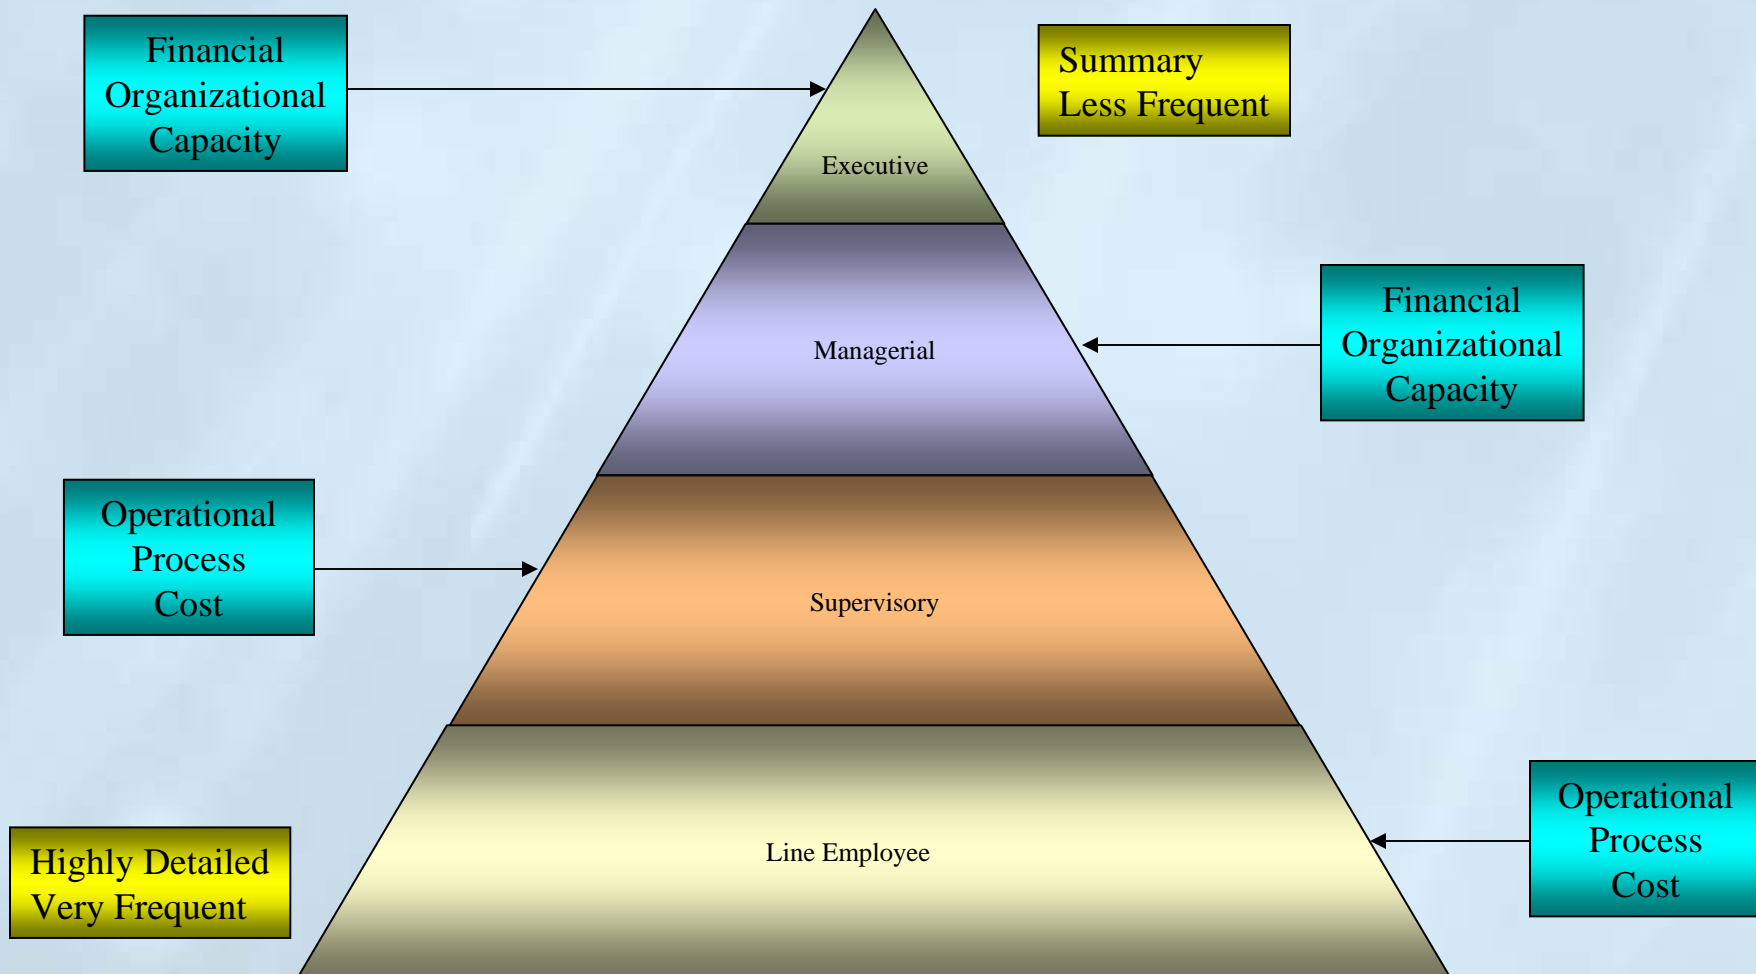 Financial
Organizational
Capacity
Summary
Less Frequent
Executive
Managerial
Financial
Organizational
Capacity
Operational
Process
Cost
Supervisory
Operational
Process
Cost
Line Employee
Highly Detailed
Very Frequent